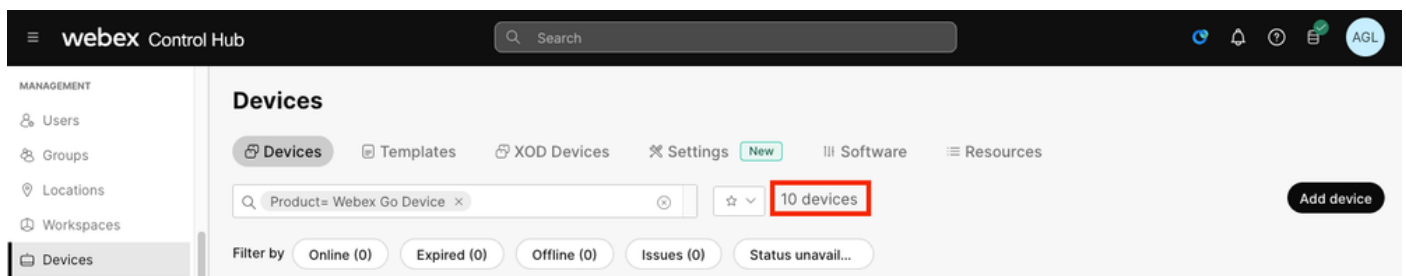 webex Control Hub
Search
AGL
MANAGEMENT
Users
Groups
Locations
Workspaces
Devices
Devices
Devices
Templates
XOD Devices
Settings
New
Software
Resources
Product= Webex Go Device ×
10 devices
Add device
Filter by
Online (0)
Expired (0)
Offline (0)
Issues (0)
Status unavail...